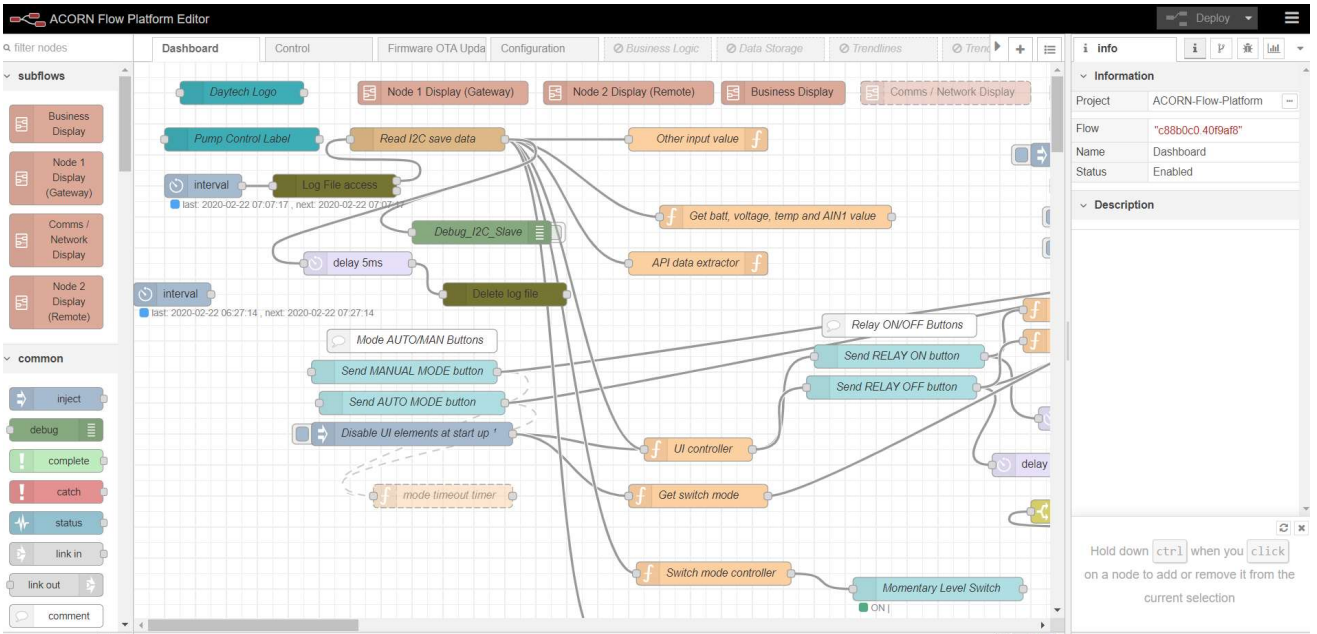 ACORN Flow Platform Editor
Deploy
filter nodes
Dashboard
Control
Firmware OTA Upda
Configuration
Business Logic
Data Storage
Trendlines
Trend
i info
subflows
Business
Display
Node 1
Display
(Gateway)
Comms /
Network
Display
Node 2
Display
(Remote)
common
inject
debug
complete
catch
status
link in
link out
comment
Daytech Logo
Node 1 Display (Gateway)
Node 2 Display (Remote)
Business Display
Comms / Network Display
Pump Control Label
Read I2C save data
Other input value
interval
Log File access
last: 2020-02-22 07:07:17 , next: 2020-02-22 07:07:17
Get batt, voltage, temp and AIN1 value
Debug_I2C_Slave
delay 5ms
API data extractor
interval
Delete log file
last: 2020-02-22 06:27:14 , next: 2020-02-22 07:27:14
Relay ON/OFF Buttons
Mode AUTO/MAN Buttons
Send RELAY ON button
Send MANUAL MODE button
Send RELAY OFF button
Send AUTO MODE button
Disable UI elements at start up '
UI controller
delay
mode timeout timer
Get switch mode
Switch mode controller
Momentary Level Switch
ON |
Information
Project ACORN-Flow-Platform
Flow "c88b0c0.40f9af8"
Name Dashboard
Status Enabled
Description
Hold down ctrl when you click
on a node to add or remove it from the
current selection